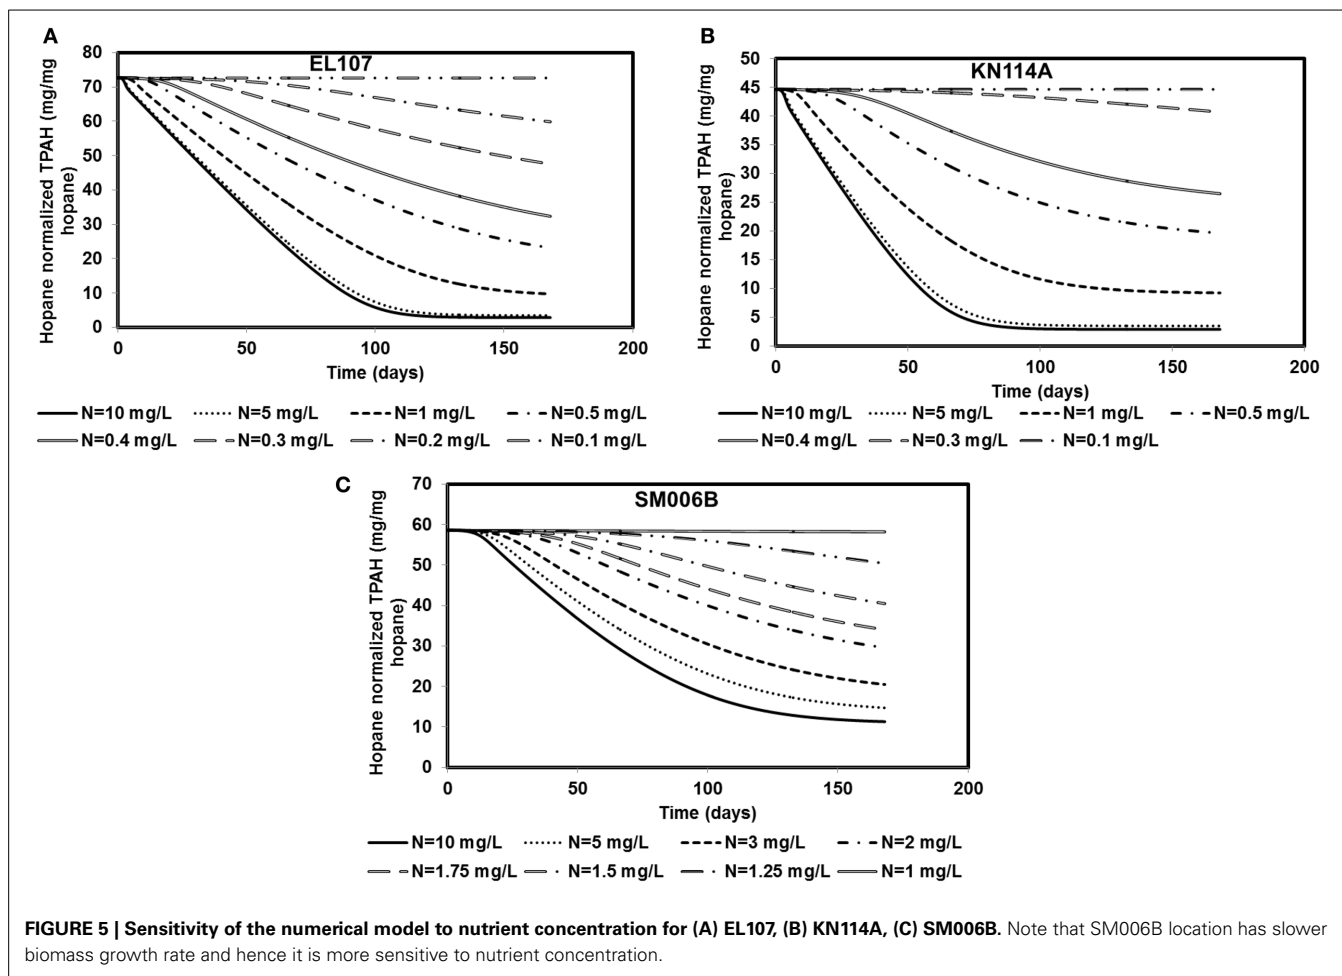 A
EL107
80
70
60
50
40
30
20
10
0
Hopane normalized TPAH (mg/mg
hopane)
0 50 100 150 200
Time (days)
N=10 mg/L N=5 mg/L N=1 mg/L N=0.5 mg/L
N=0.4 mg/L N=0.3 mg/L N=0.2 mg/L N=0.1 mg/L
B
KN114A
50
45
40
35
30
25
20
15
10
5
0
Hopane normalized TPAH (mg/mg
hopane)
0 50 100 150 200
Time (days)
N=10 mg/L N=5 mg/L N=1 mg/L N=0.5 mg/L
N=0.4 mg/L N=0.3 mg/L N=0.1 mg/L
C
SM006B
70
60
50
40
30
20
10
0
Hopane normalized TPAH (mg/mg
hopane)
0 50 100 150 200
Time (days)
N=10 mg/L N=5 mg/L N=3 mg/L N=2 mg/L
N=1.75 mg/L N=1.5 mg/L N=1.25 mg/L N=1 mg/L
FIGURE 5 | Sensitivity of the numerical model to nutrient concentration for (A) EL107, (B) KN114A, (C) SM006B. Note that SM006B location has slower
biomass growth rate and hence it is more sensitive to nutrient concentration.